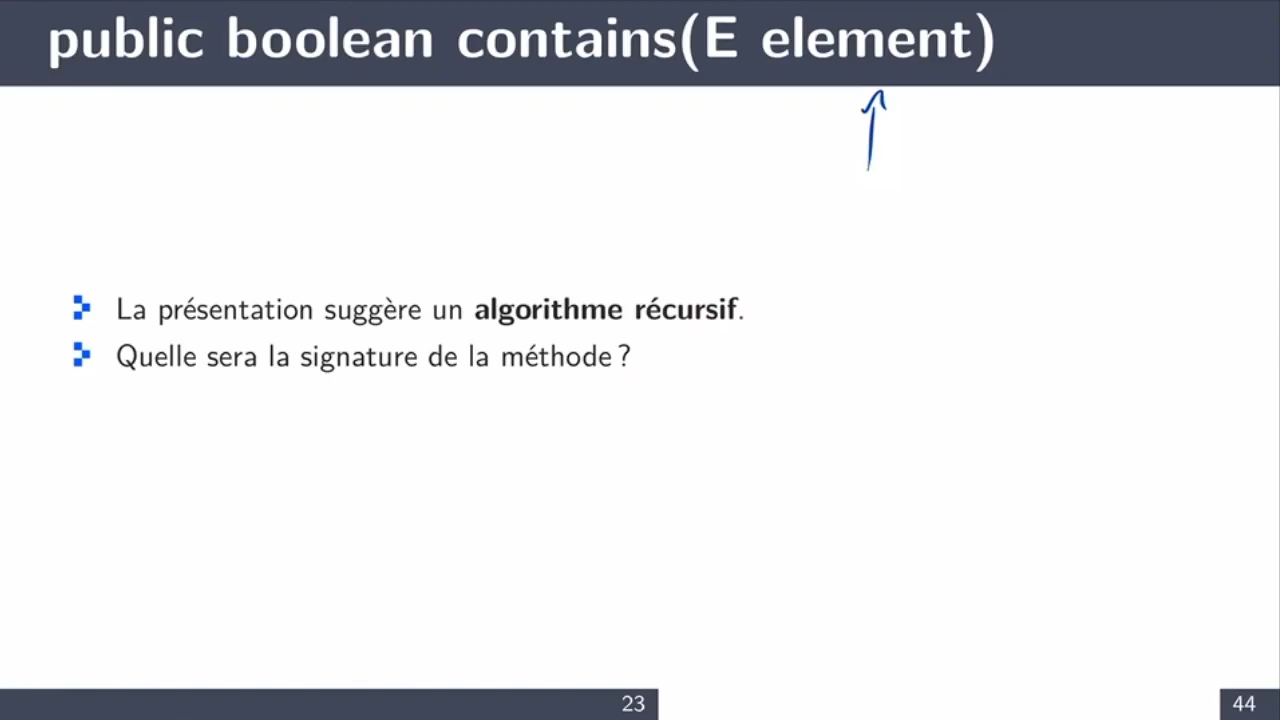 public boolean contains(E element)
La présentation suggère un algorithme récursif.
Quelle sera la signature de la méthode ?
23
44